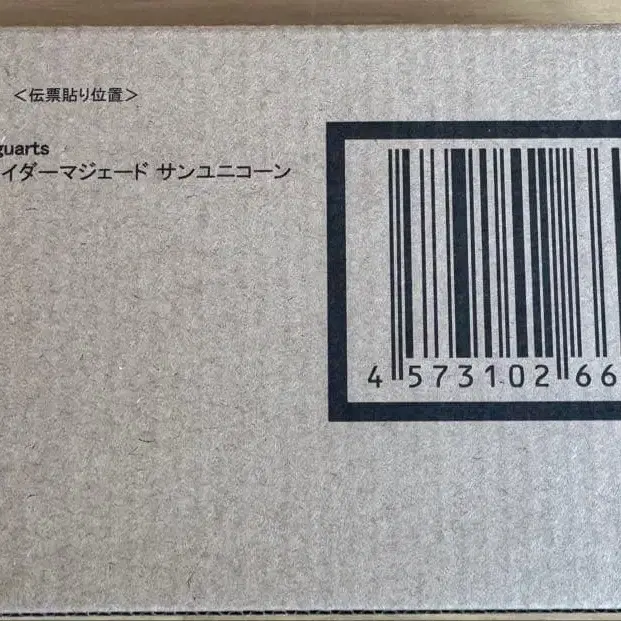 ＜伝票貼り位置＞
guarts
イダーマジェード サンユニコーン
4 573102 66